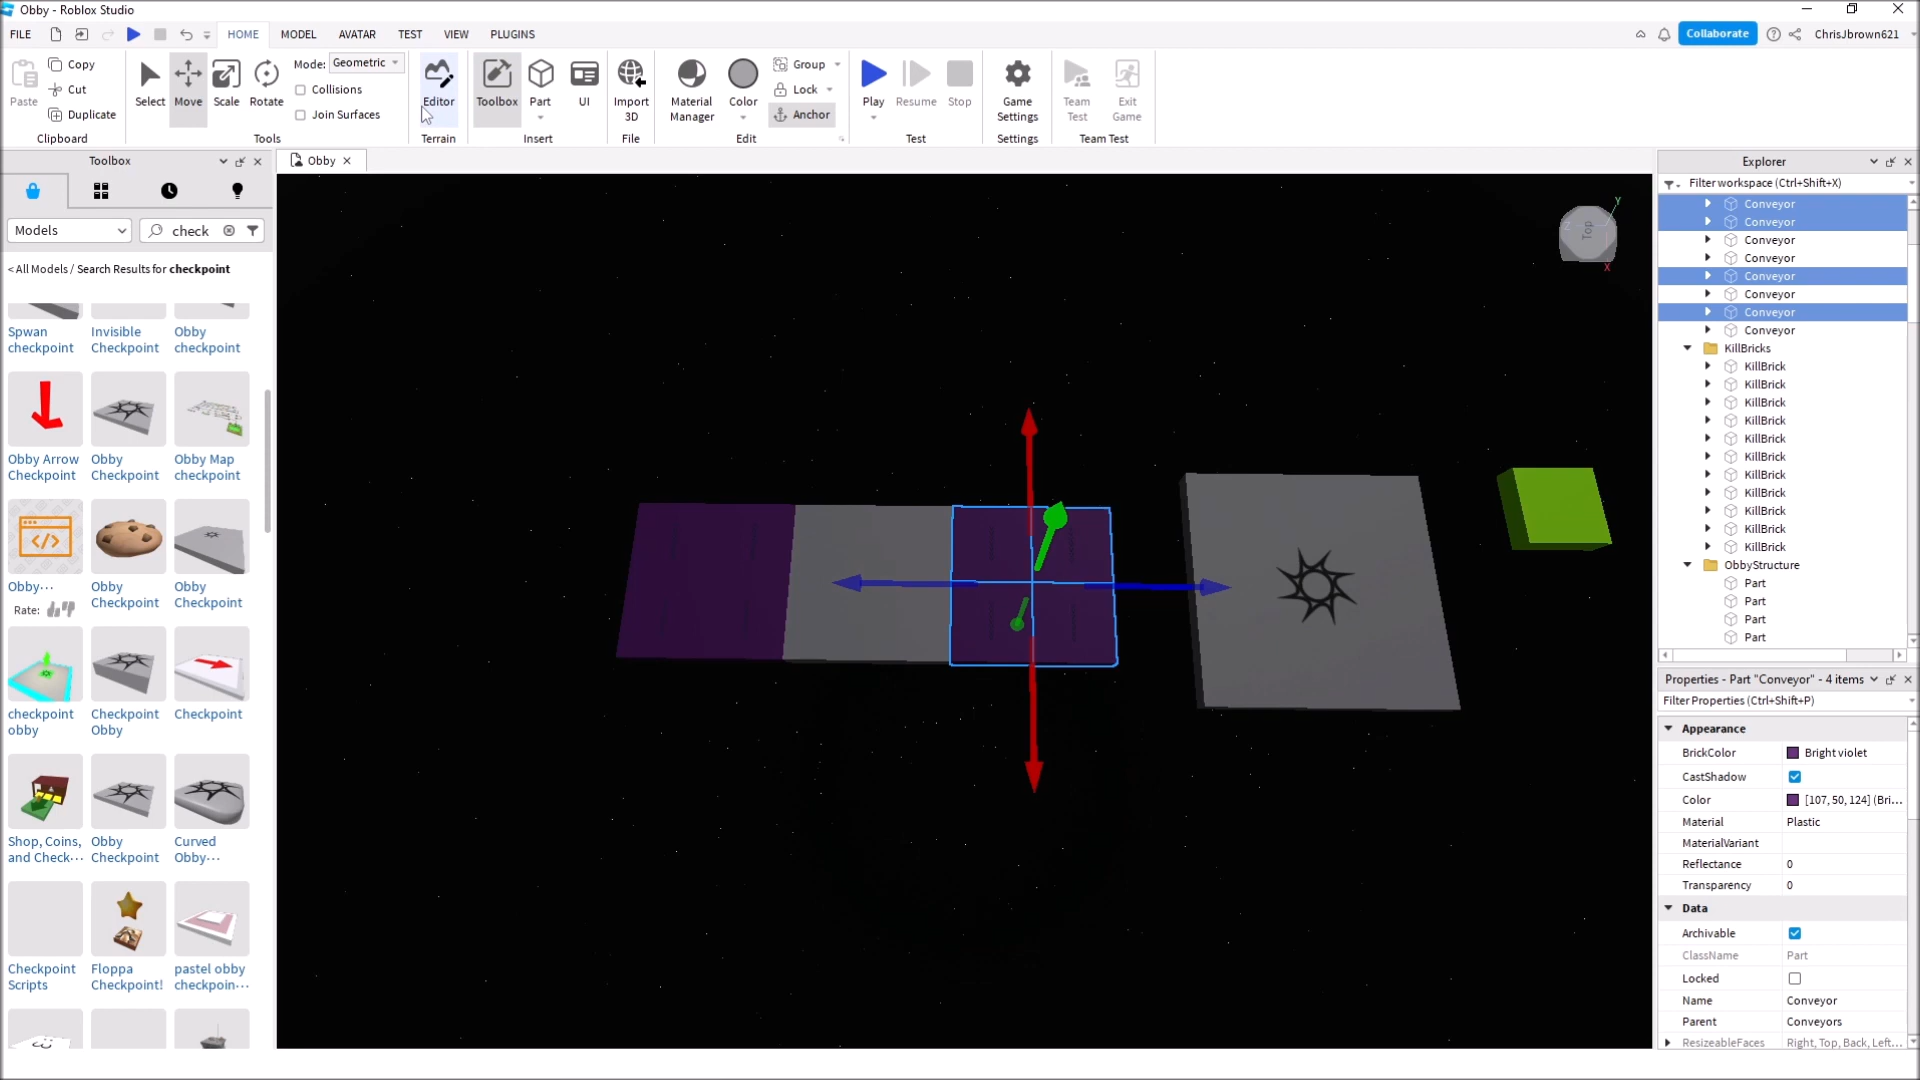 Obby - Roblox Studio
FILE
HOME
MODEL
AVATAR
TEST
VIEW
PLUGINS
Collaborate
ChrisJbrown621
Paste
Copy
Cut
Duplicate
Clipboard
Select
Move
Scale
Rotate
Mode:
Geometric
Collisions
Join Surfaces
Tools
Editor
Terrain
Toolbox
Part
UI
Insert
Import
3D
File
Material
Manager
Color
Group
Lock
Anchor
Edit
Play
Resume
Stop
Test
Game
Settings
Settings
Team
Test
Exit
Game
Team Test
Toolbox
Models
check
< All Models / Search Results for checkpoint
Spwan
checkpoint
Invisible
Checkpoint
Obby
checkpoint
Obby Arrow
Checkpoint
Obby
Checkpoint
Obby Map
checkpoint
Obby···
Rate:
Obby
Checkpoint
Obby
Checkpoint
checkpoint
obby
Checkpoint
Obby
Checkpoint
Shop, Coins,
and Check···
Obby
Checkpoint
Curved
Obby···
Checkpoint
Scripts
Floppa
Checkpoint!
pastel obby
checkpoin···
Obby
Top
Y
X
Explorer
Filter workspace (Ctrl+Shift+X)
Conveyor
Conveyor
Conveyor
Conveyor
Conveyor
Conveyor
Conveyor
Conveyor
KillBricks
KillBrick
KillBrick
KillBrick
KillBrick
KillBrick
KillBrick
KillBrick
KillBrick
KillBrick
KillBrick
KillBrick
ObbyStructure
Part
Part
Part
Part
Properties - Part "Conveyor" - 4 items
Filter Properties (Ctrl+Shift+P)
Appearance
BrickColor Bright violet
CastShadow
Color [107, 50, 124] (Bri...
Material Plastic
MaterialVariant
Reflectance 0
Transparency 0
Data
Archivable
ClassName Part
Locked
Name Conveyor
Parent Conveyors
ResizeableFaces Right, Top, Back, Left...